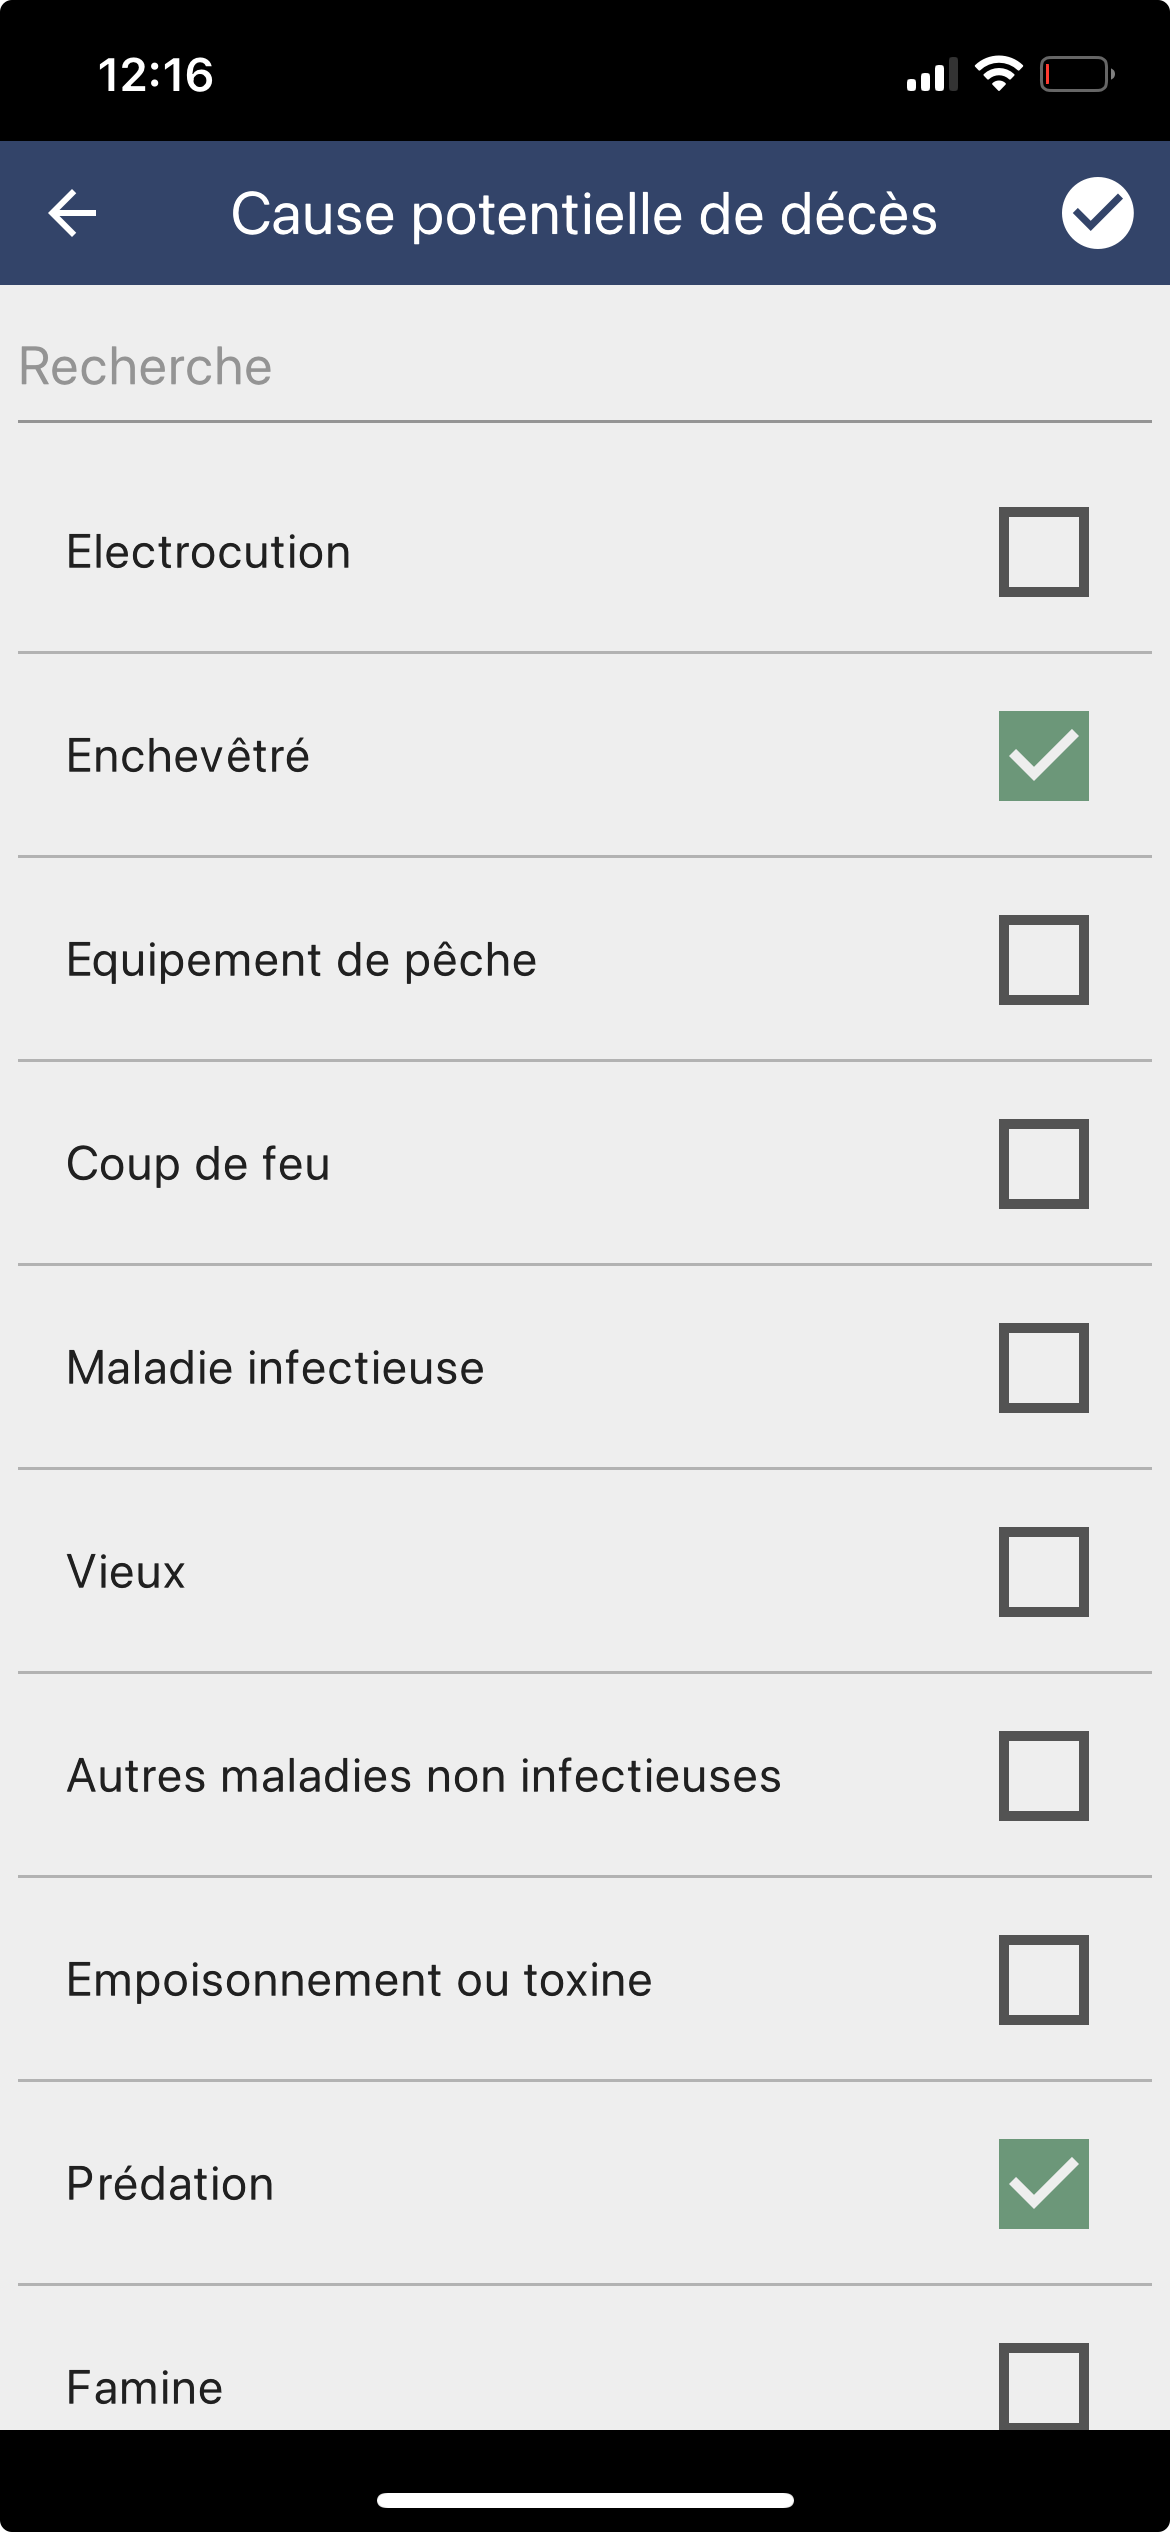 12:16
Cause potentielle de décès
Recherche
Electrocution
Enchevêtré
Equipement de pêche
Coup de feu
Maladie infectieuse
Vieux
Autres maladies non infectieuses
Empoisonnement ou toxine
Prédation
Famine